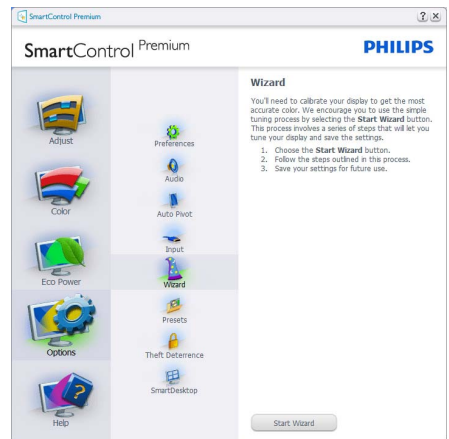 SmartControl Premium
SmartControl Premium
PHILIPS
Adjust
Color
Eco Power
Options
Help
Preferences
Audio
Auto Pivot
Input
Wizard
Presets
Theft Deterrence
SmartDesktop
Wizard
You'll need to calibrate your display to get the most
accurate color. We encourage you to use the simple
tuning process by selecting the Start Wizard button.
This process involves a series of steps that will let you
tune your display and save the settings.
1. Choose the Start Wizard button.
2. Follow the steps outlined in this process.
3. Save your settings for future use.
Start Wizard